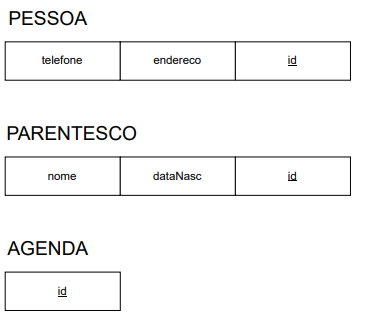 PESSOA
telefone endereco id
PARENTESCO
nome dataNasc id
AGENDA
id